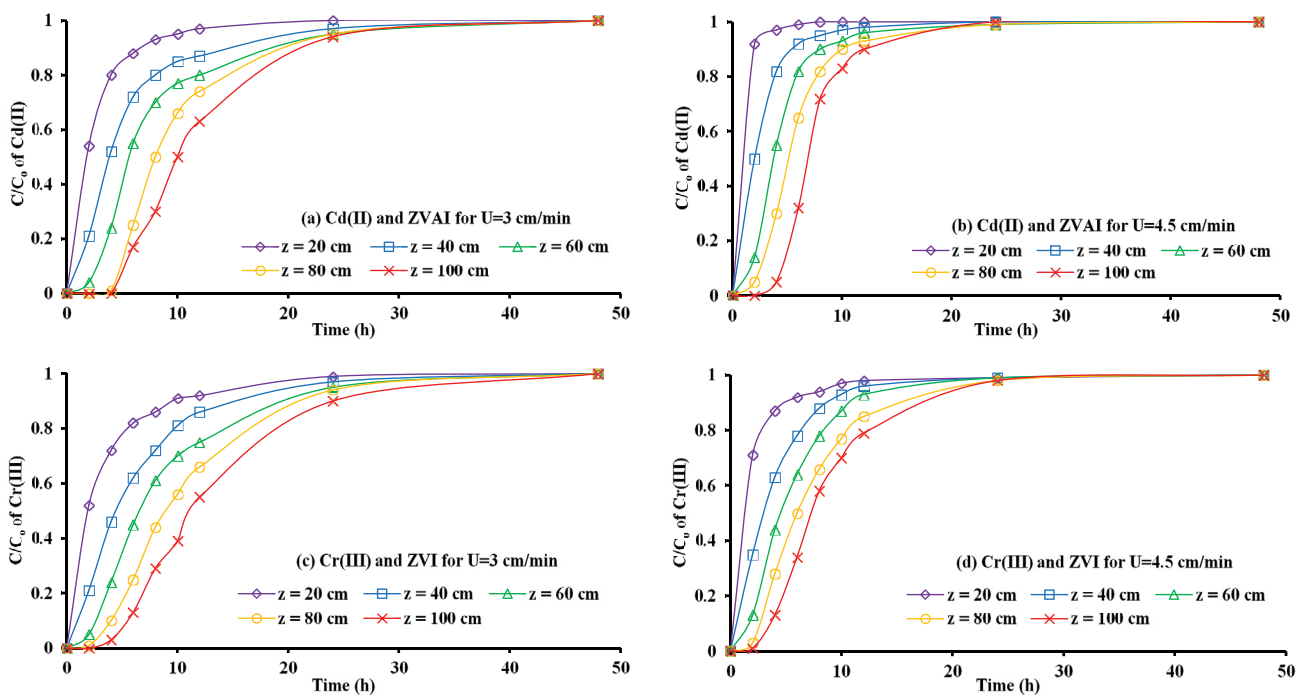 1
0.8
0.6
0.4
0.2
0
C/Co of Cd(II)
(a) Cd(II) and ZVAI for U=3 cm/min
z = 20 cm z = 40 cm z = 60 cm
z = 80 cm z = 100 cm
0 10 20 30 40 50
Time (h)
1
0.8
0.6
0.4
0.2
0
C/Co of Cd(II)
(b) Cd(II) and ZVAI for U=4.5 cm/min
z = 20 cm z = 40 cm z = 60 cm
z = 80 cm z = 100 cm
0 10 20 30 40 50
Time (h)
1
0.8
0.6
0.4
0.2
0
C/Co of Cr(III)
(c) Cr(III) and ZVI for U=3 cm/min
z = 20 cm z = 40 cm z = 60 cm
z = 80 cm z = 100 cm
0 10 20 30 40 50
Time (h)
1
0.8
0.6
0.4
0.2
0
C/Co of Cr(III)
(d) Cr(III) and ZVI for U=4.5 cm/min
z = 20 cm z = 40 cm z = 60 cm
z = 80 cm z = 100 cm
0 10 20 30 40 50
Time (h)